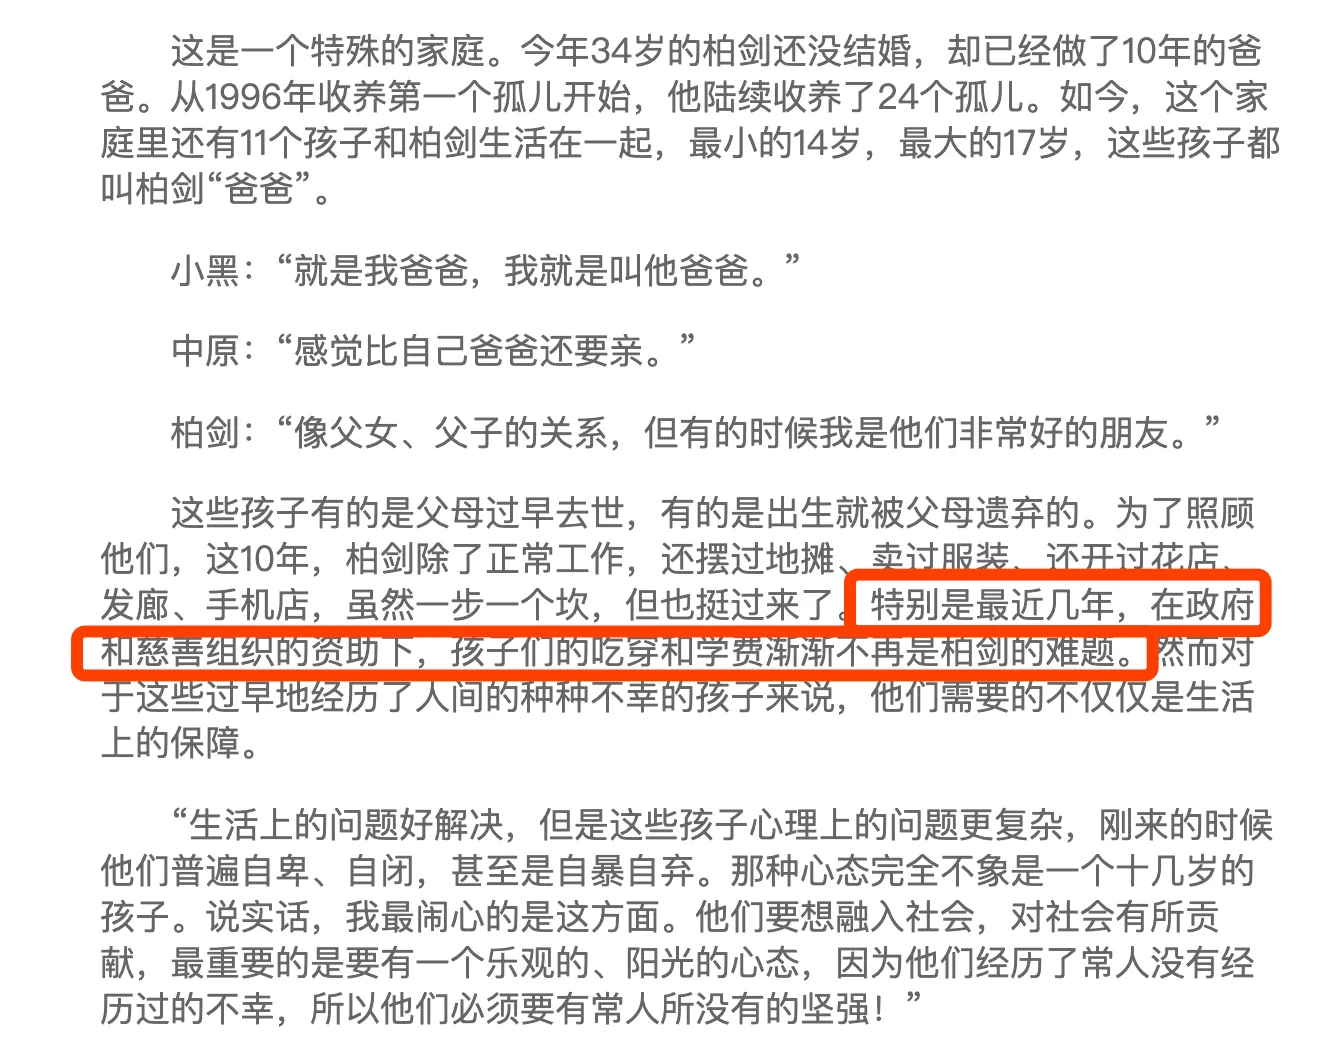 这是一个特殊的家庭。今年34岁的柏剑还没结婚，却已经做了10年的爸
爸。从1996年收养第一个孤儿开始，他陆续收养了24个孤儿。如今，这个家
庭里还有11个孩子和柏剑生活在一起，最小的14岁，最大的17岁，这些孩子都
叫柏剑“爸爸”。
小黑：“就是我爸爸，我就是叫他爸爸。”
中原：“感觉比自己爸爸还要亲。”
柏剑：“像父女、父子的关系，但有的时候我是他们非常好的朋友。”
这些孩子有的是父母过早去世，有的是出生就被父母遗弃的。为了照顾
他们，这10年，柏剑除了正常工作，还摆过地摊、卖过服装、还开过花店、
发廊、手机店，虽然一步一个坎，但也挺过来了。特别是最近几年，在政府
和慈善组织的资助下，孩子们的吃穿和学费渐渐不再是柏剑的难题。然而对
于这些过早地经历了人间的种种不幸的孩子来说，他们需要的不仅仅是生活
上的保障。
“生活上的问题好解决，但是这些孩子心理上的问题更复杂，刚来的时候
他们普遍自卑、自闭，甚至是自暴自弃。那种心态完全不象是一个十几岁的
孩子。说实话，我最闹心的是这方面。他们要想融入社会，对社会有所贡
献，最重要的是要有一个乐观的、阳光的心态，因为他们经历了常人没有经
历过的不幸，所以他们必须要有常人所没有的坚强！”